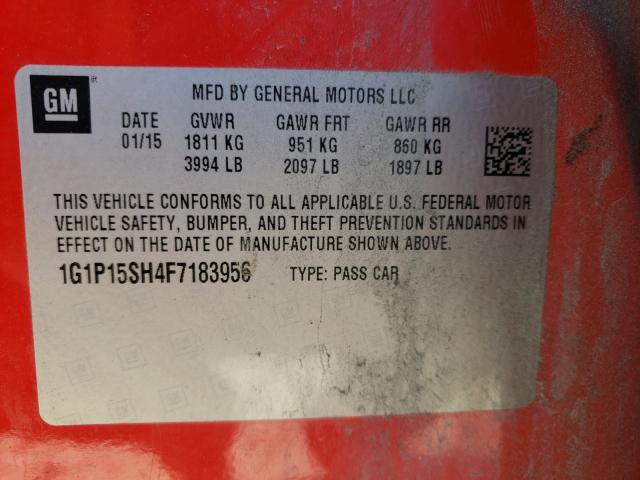 GM
MFD BY GENERAL MOTORS LLC
DATE GVWR GAWR FRT GAWR RR
01/15 1811 KG 951 KG 860 KG
3994 LB 2097 LB 1897 LB
THIS VEHICLE CONFORMS TO ALL APPLICABLE U.S. FEDERAL MOTOR
VEHICLE SAFETY, BUMPER, AND THEFT PREVENTION STANDARDS IN
EFFECT ON THE DATE OF MANUFACTURE SHOWN ABOVE.
1G1P15SH4F7183956 TYPE: PASS CAR